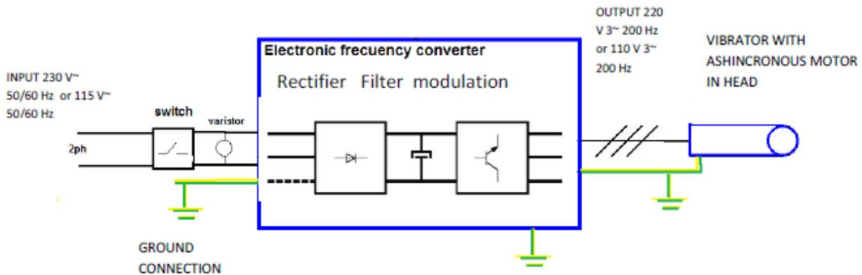 INPUT 230 V~
50/60 Hz or 115 V~
50/60 Hz
switch
varistor
2ph
GROUND
CONNECTION
Electronic frecuency converter
Rectifier Filter modulation
OUTPUT 220
V 3~ 200 Hz
or 110 V 3~
200 Hz
VIBRATOR WITH
ASHINCRONOUS MOTOR
IN HEAD